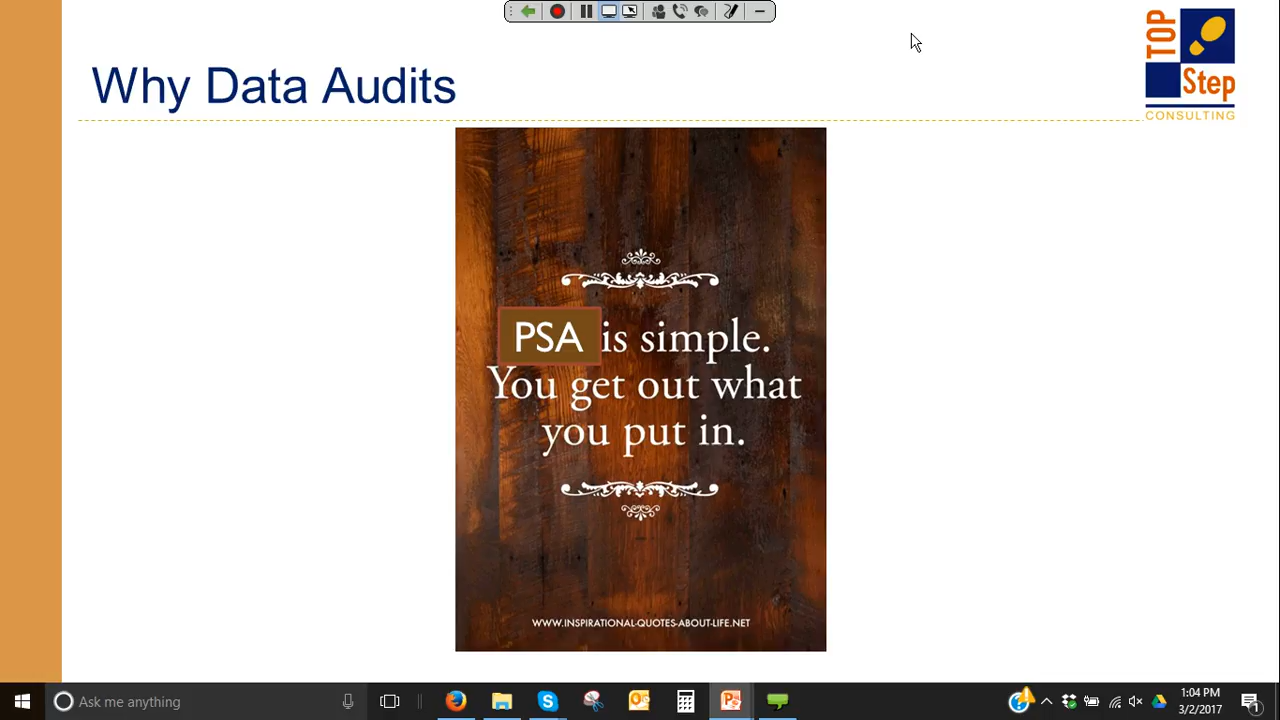 Why Data Audits
TOP
Step
CONSULTING
PSA is simple.
You get out what
you put in.
WWW.INSPIRATIONAL-QUOTES-ABOUT-LIFE.NET
Ask me anything
1:04 PM
3/2/2017
1